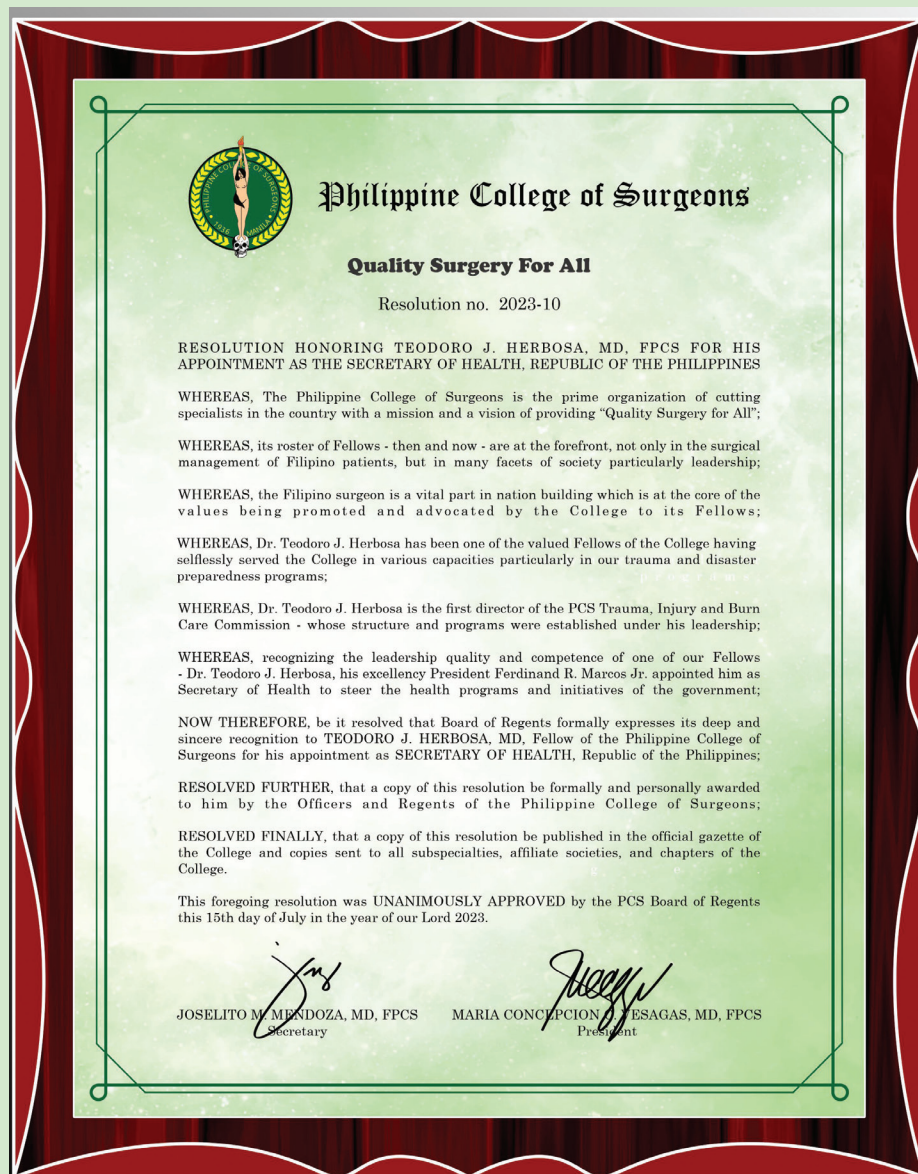 PHILIPPINE COLLEGE OF SURGEONS
1936 MANILA
Philippine College of Surgeons
Quality Surgery For All
Resolution no. 2023-10
RESOLUTION HONORING TEODORO J. HERBOSA, MD, FPCS FOR HIS
APPOINTMENT AS THE SECRETARY OF HEALTH, REPUBLIC OF THE PHILIPPINES
WHEREAS, The Philippine College of Surgeons is the prime organization of cutting
specialists in the country with a mission and a vision of providing “Quality Surgery for All”;
WHEREAS, its roster of Fellows - then and now - are at the forefront, not only in the surgical
management of Filipino patients, but in many facets of society particularly leadership;
WHEREAS, the Filipino surgeon is a vital part in nation building which is at the core of the
values being promoted and advocated by the College to its Fellows;
WHEREAS, Dr. Teodoro J. Herbosa has been one of the valued Fellows of the College having
selflessly served the College in various capacities particularly in our trauma and disaster
preparedness programs;
WHEREAS, Dr. Teodoro J. Herbosa is the first director of the PCS Trauma, Injury and Burn
Care Commission - whose structure and programs were established under his leadership;
WHEREAS, recognizing the leadership quality and competence of one of our Fellows
- Dr. Teodoro J. Herbosa, his excellency President Ferdinand R. Marcos Jr. appointed him as
Secretary of Health to steer the health programs and initiatives of the government;
NOW THEREFORE, be it resolved that Board of Regents formally expresses its deep and
sincere recognition to TEODORO J. HERBOSA, MD, Fellow of the Philippine College of
Surgeons for his appointment as SECRETARY OF HEALTH, Republic of the Philippines;
RESOLVED FURTHER, that a copy of this resolution be formally and personally awarded
to him by the Officers and Regents of the Philippine College of Surgeons;
RESOLVED FINALLY, that a copy of this resolution be published in the official gazette of
the College and copies sent to all subspecialties, affiliate societies, and chapters of the
College.
This foregoing resolution was UNANIMOUSLY APPROVED by the PCS Board of Regents
this 15th day of July in the year of our Lord 2023.
JOSELITO M. MENDOZA, MD, FPCS
Secretary
MARIA CONCEPCION VESAGAS, MD, FPCS
President